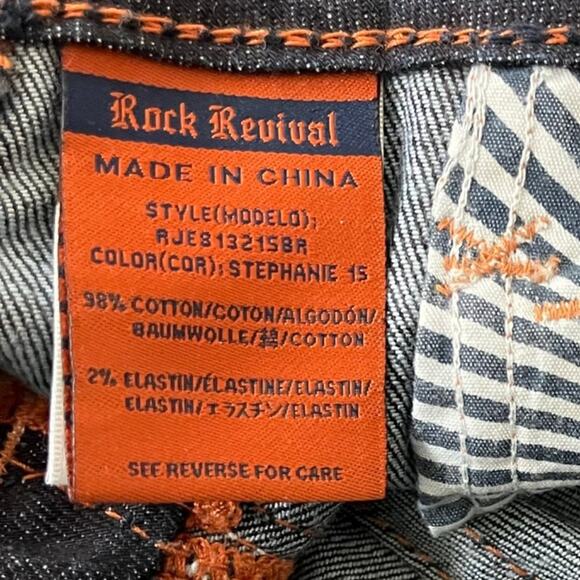 Rock Revival
MADE IN CHINA
STYLE(MODELO):
RJE8132158R
COLOR(COR): STEPHANIE 15
98% COTTON/COTON/ALGODÓN/
BAUMWOLLE/綿/COTTON
2% ELASTIN/ÉLASTINE/ELASTIN/
ELASTIN/エラスチン/ELASTIN
SEE REVERSE FOR CARE